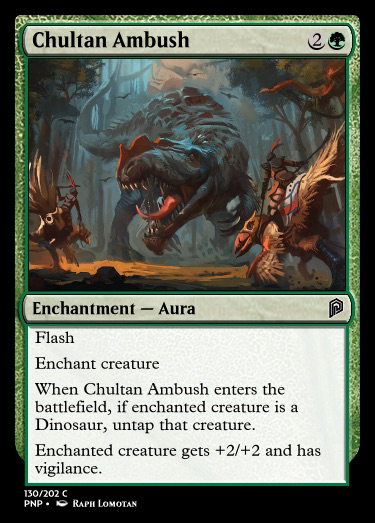 Chultan Ambush 2
Enchantment — Aura
Flash
Enchant creature
When Chultan Ambush enters the
battlefield, if enchanted creature is a
Dinosaur, untap that creature.
Enchanted creature gets +2/+2 and has
vigilance.
130/202 C
PNP • Raph Lomotan